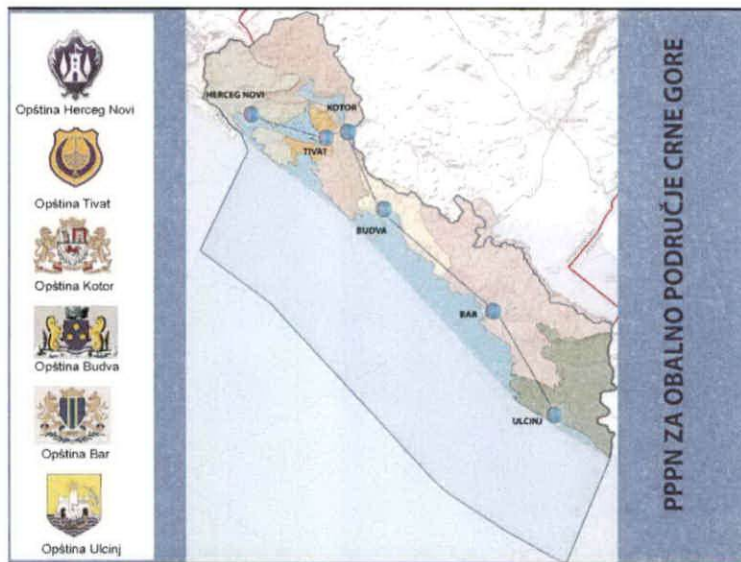 Opština Herceg Novi
Opština Tivat
Opština Kotor
Opština Budva
Opština Bar
Opština Ulcinj
HERCEG NOVI
KOTOR
TIVAT
BUDVA
BAR
ULCINJ
PPPN ZA OBALNO PODRUČJE CRNE GORE